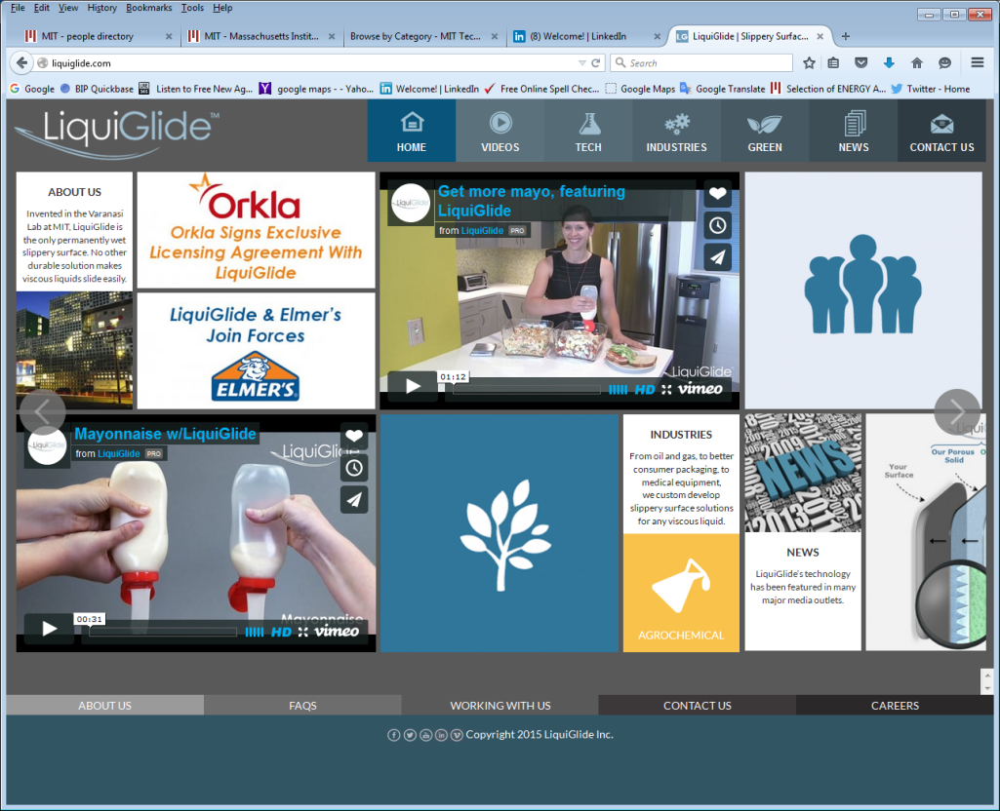 File Edit View History Bookmarks Tools Help
MIT - people directory
MIT - Massachusetts Instit...
Browse by Category - MIT Tec...
in (8) Welcome! | LinkedIn
LG LiquiGlide | Slippery Surfac...
liquiglide.com
Search
Google
BIP Quickbase
Listen to Free New Ag...
google maps - - Yaho...
Welcome! | LinkedIn
Free Online Spell Chec...
Google Maps
Google Translate
Selection of ENERGY A...
Twitter - Home
LiquiGlide™
HOME
VIDEOS
TECH
INDUSTRIES
GREEN
NEWS
CONTACT US
ABOUT US
Invented in the Varanasi
Lab at MIT, LiquiGlide is
the only permanently wet
slippery surface. No other
durable solution makes
viscous liquids slide easily.
Orkla
Orkla Signs Exclusive
Licensing Agreement With
LiquiGlide
LiquiGlide & Elmer's
Join Forces
ELMER'S
LiquiGlide
Get more mayo, featuring
LiquiGlide
from LiquiGlide PRO
LiquiGlide
01:12
HD
vimeo
LiquiGlide
Mayonnaise w/LiquiGlide
from LiquiGlide PRO
Mayonnaise
00:31
HD
vimeo
INDUSTRIES
From oil and gas, to better
consumer packaging, to
medical equipment,
we custom develop
slippery surface solutions
for any viscous liquid.
AGROCHEMICAL
NEWS
2009
2013
NEWS
LiquiGlide's technology
has been featured in many
major media outlets.
Our Porous
Solid
Your
Surface
ABOUT US
FAQS
WORKING WITH US
CONTACT US
CAREERS
Copyright 2015 LiquiGlide Inc.